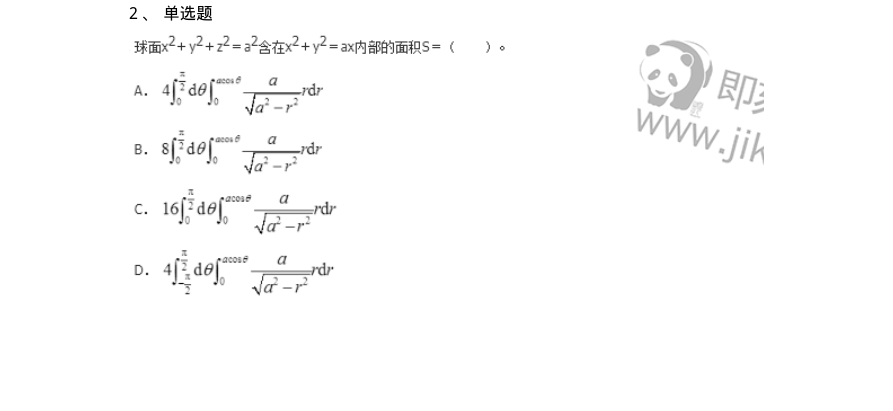 2、 单选题
球面x²+y²+z²=a²含在x²+y²=ax内部的面积S=（ ）。
A. 4∫₀^{π/2}dθ∫₀^{acosθ} a/√(a²−r²) rdr
B. 8∫₀^{π/2}dθ∫₀^{acosθ} a/√(a²−r²) rdr
C. 16∫₀^{π/2}dθ∫₀^{acosθ} a/√(a²−r²) rdr
D. 4∫_{−π/2}^{π/2}dθ∫₀^{acosθ} a/√(a²−r²) rdr
即
www.jik